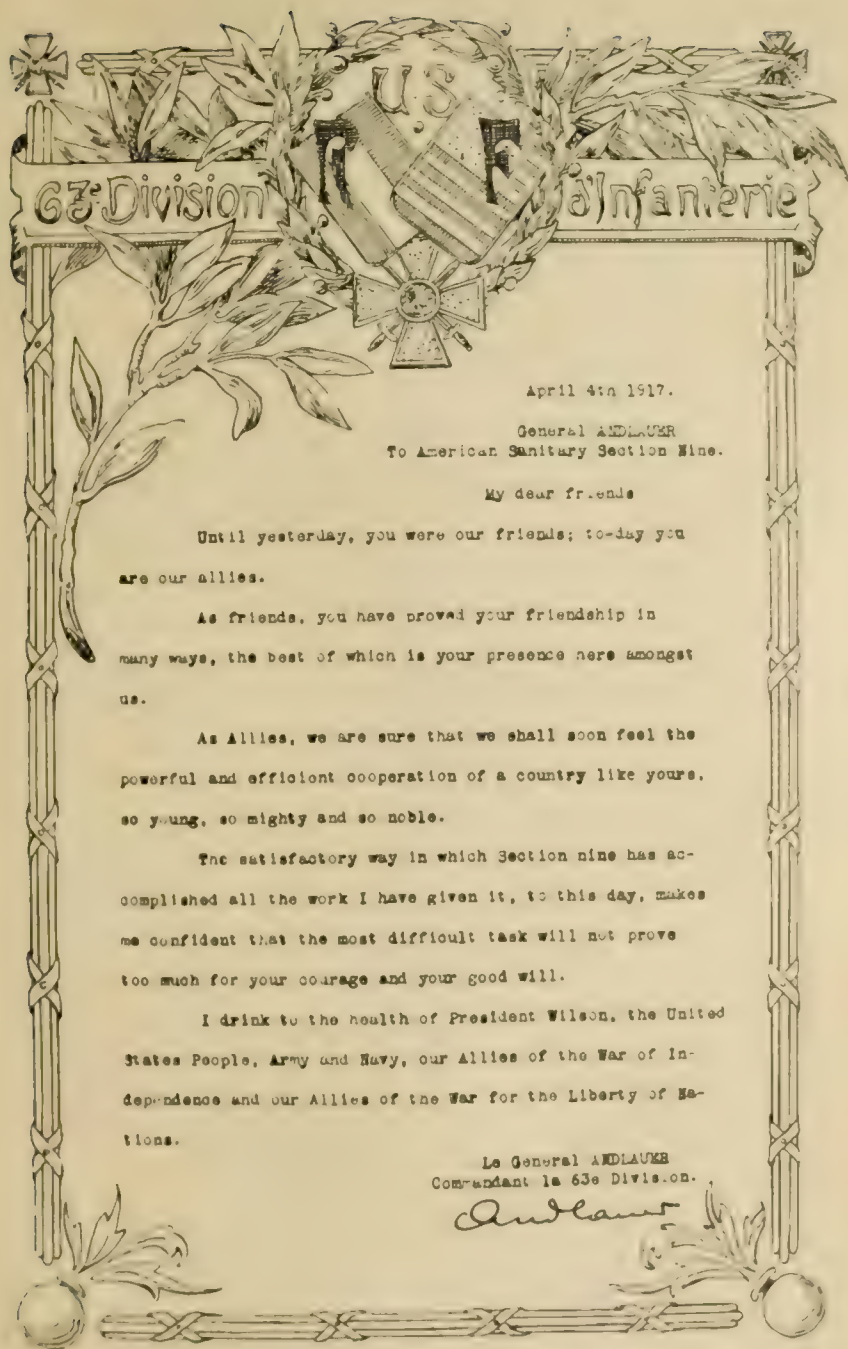 U S
R F
63e Division d'Infanterie
April 4th 1917.
General ANDLAUER
To American Sanitary Section Nine.
My dear friends
Until yesterday, you were our friends; to-day you
are our allies.
As friends, you have proved your friendship in
many ways, the best of which is your presence here amongst
us.
As Allies, we are sure that we shall soon feel the
powerful and efficient cooperation of a country like yours,
so young, so mighty and so noble.
The satisfactory way in which Section nine has ac-
complished all the work I have given it, to this day, makes
me confident that the most difficult task will not prove
too much for your courage and your good will.
I drink to the health of President Wilson, the United
States People, Army and Navy, our Allies of the War of In-
dependence and our Allies of the War for the Liberty of Na-
tions.
Le General ANDLAUER
Commandant la 63e Division.
Andlauer